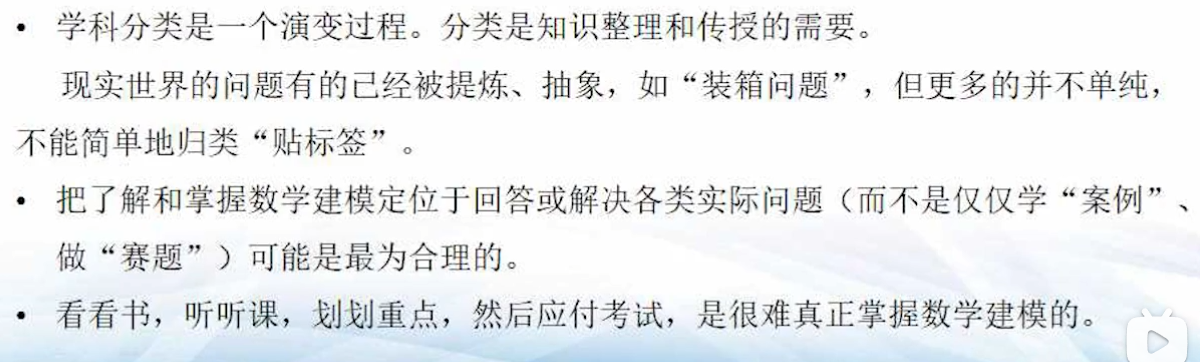 • 学科分类是一个演变过程。分类是知识整理和传授的需要。
现实世界的问题有的已经被提炼、抽象，如“装箱问题”，但更多的并不单纯，
不能简单地归类“贴标签”。
• 把了解和掌握数学建模定位于回答或解决各类实际问题（而不是仅仅学“案例”、
做“赛题”）可能是最为合理的。
• 看看书，听听课，划划重点，然后应付考试，是很难真正掌握数学建模的。